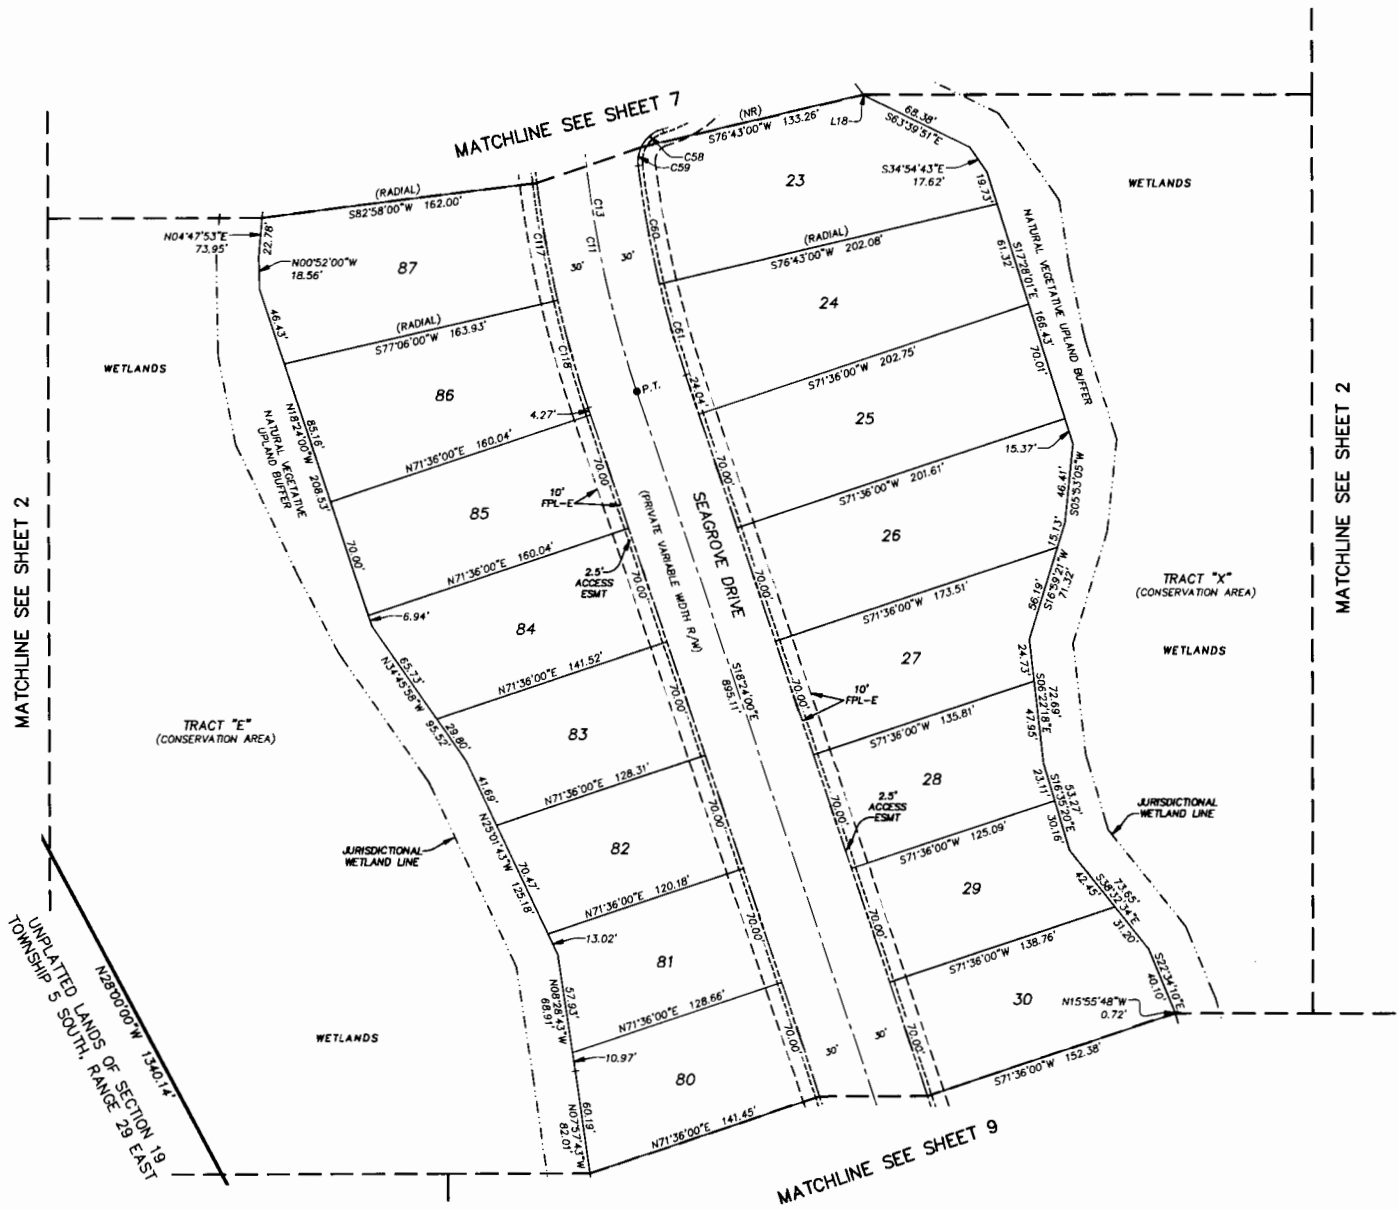 MATCHLINE SEE SHEET 7
(NR)
S76°43'00"W 133.26'
L18
68.38'
S63°39'51"E
C58
C59
S34°54'43"E
17.62'
19.73'
23
WETLANDS
(RADIAL)
S82°58'00"W 162.00'
N04°47'53"E
73.95'
22.78'
N00°52'00"W
18.56'
87
C117
C13
C11
30'
30'
C60
(RADIAL)
S76°43'00"W 202.08'
61.32'
S17°28'01"E 166.43'
NATURAL VEGETATIVE UPLAND BUFFER
24
46.43'
(RADIAL)
S77°06'00"W 163.93'
C118
C61
WETLANDS
86
P.T.
24.04'
S71°36'00"W 202.75'
70.01'
4.27'
85.16'
N18°24'00"W 208.53'
NATURAL VEGETATIVE
UPLAND BUFFER
N71°36'00"E 160.04'
25
15.37'
MATCHLINE SEE SHEET 2
MATCHLINE SEE SHEET 2
70.00'
70.00'
10'
FPL-E
(PRIVATE VARIABLE WIDTH R/W)
SEAGROVE DRIVE
S71°36'00"W 201.61'
46.41'
S05°53'05"W
85
70.00'
26
15.13'
N71°36'00"E 160.04'
2.5'
ACCESS
ESMT
70.00'
70.00'
56.19'
S16°59'21"W
71.32'
TRACT "X"
(CONSERVATION AREA)
6.94'
84
S71°36'00"W 173.51'
WETLANDS
65.73'
N34°45'58"W 95.52'
N71°36'00"E 141.52'
S18°24'00"E
895.11'
27
24.73'
S06°22'18"E
72.69'
47.95'
70.00'
70.00'
10'
FPL-E
TRACT "E"
(CONSERVATION AREA)
29.80'
83
S71°36'00"W 135.81'
41.69'
N71°36'00"E 128.31'
28
23.11'
S16°35'20"E
53.27'
30.16'
70.00'
70.00'
2.5'
ACCESS
ESMT
JURISDICTIONAL
WETLAND LINE
JURISDICTIONAL
WETLAND LINE
N25°01'43"W 125.18'
70.47'
82
S71°36'00"W 125.09'
29
42.45'
S38°32'34"E
73.65'
31.20'
N71°36'00"E 120.18'
13.02'
70.00'
70.00'
81
S71°36'00"W 138.76'
57.93'
N08°28'43"W
68.91'
N71°36'00"E 128.66'
30
S22°34'10"E
40.10'
N15°55'48"W
0.72'
10.97'
70.00'
30'
30'
70.00'
N28°00'00"W 1340.14'
UNPLATTED LANDS OF SECTION 19
TOWNSHIP 5 SOUTH, RANGE 29 EAST
WETLANDS
80
60.19'
N07°57'43"W
82.01'
N71°36'00"E 141.45'
S71°36'00"W 152.38'
MATCHLINE SEE SHEET 9